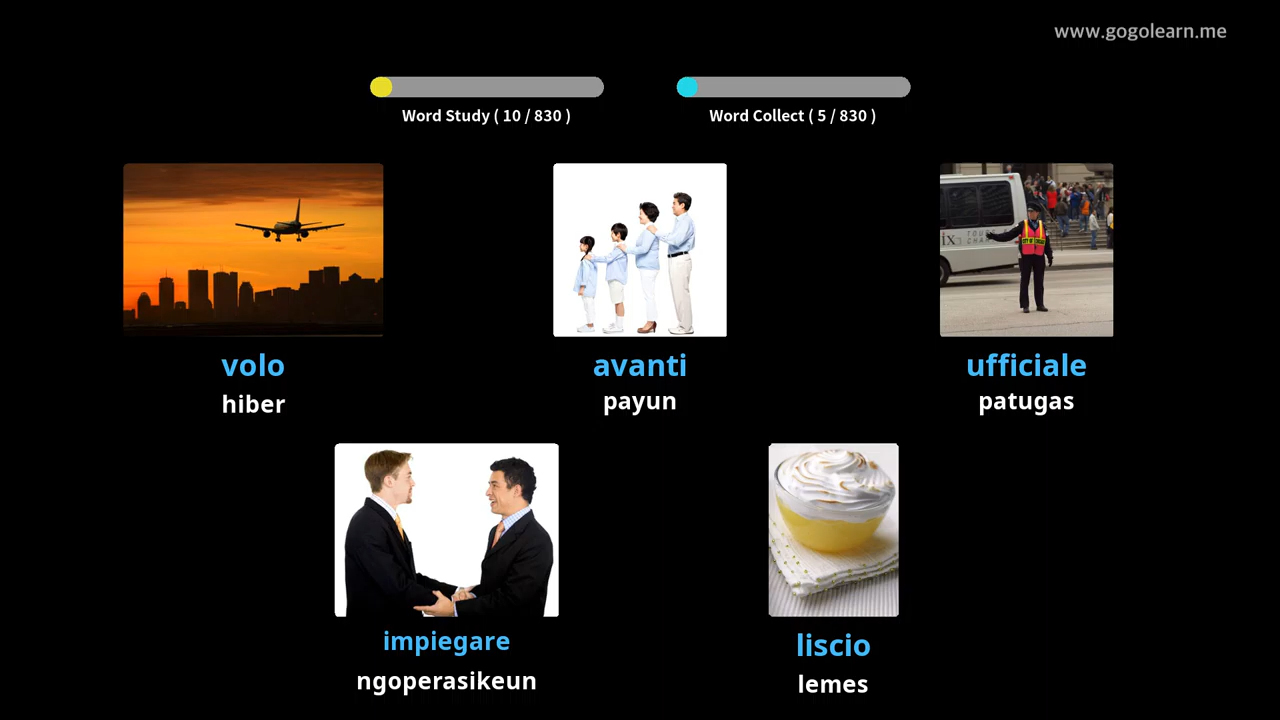 www.gogolearn.me
Word Study ( 10 / 830 )
Word Collect ( 5 / 830 )
volo
hiber
avanti
payun
ufficiale
patugas
impiegare
ngoperasikeun
liscio
lemes